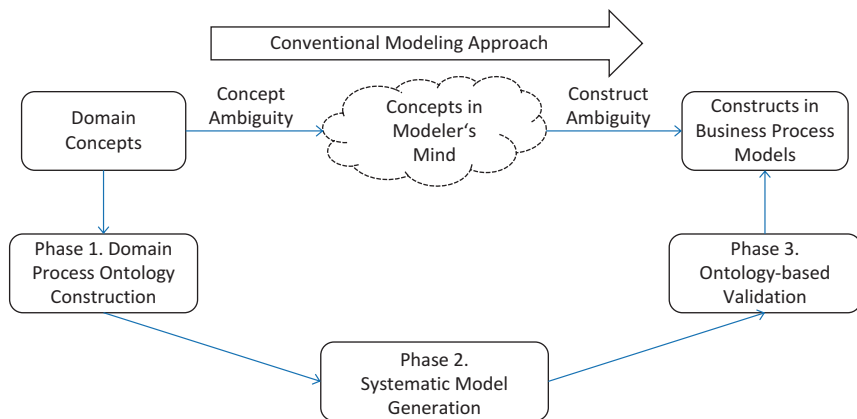 Conventional Modeling Approach
Domain
Concepts
Concept
Ambiguity
Concepts in
Modeler‘s
Mind
Construct
Ambiguity
Constructs in
Business Process
Models
Phase 1. Domain
Process Ontology
Construction
Phase 2.
Systematic Model
Generation
Phase 3.
Ontology-based
Validation